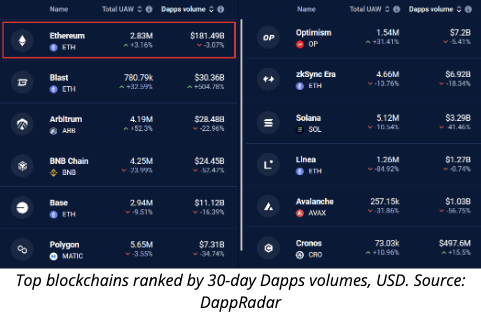 Name Total UAW Dapps volume
Ethereum 2.83M $181.49B
ETH +3.16% -3.07%
Blast 780.79k $30.36B
ETH +32.59% +504.78%
Arbitrum 4.19M $28.48B
ARB +52.3% -22.96%
BNB Chain 4.25M $24.45B
BNB -23.99% -52.47%
Base 2.94M $11.12B
ETH -9.51% -16.39%
Polygon 5.65M $7.31B
MATIC -3.55% -34.74%
Name Total UAW Dapps volume
OP Optimism 1.54M $7.2B
OP +31.41% -5.41%
zkSync Era 4.66M $6.92B
ETH -13.76% -18.34%
Solana 5.12M $3.29B
SOL -10.54% -41.46%
Linea 1.26M $1.27B
ETH -84.92% -0.74%
Avalanche 257.15k $1.03B
AVAX -31.86% -56.75%
Cronos 73.03k $497.6M
CRO +10.96% +15.5%
Top blockchains ranked by 30-day Dapps volumes, USD. Source:
DappRadar